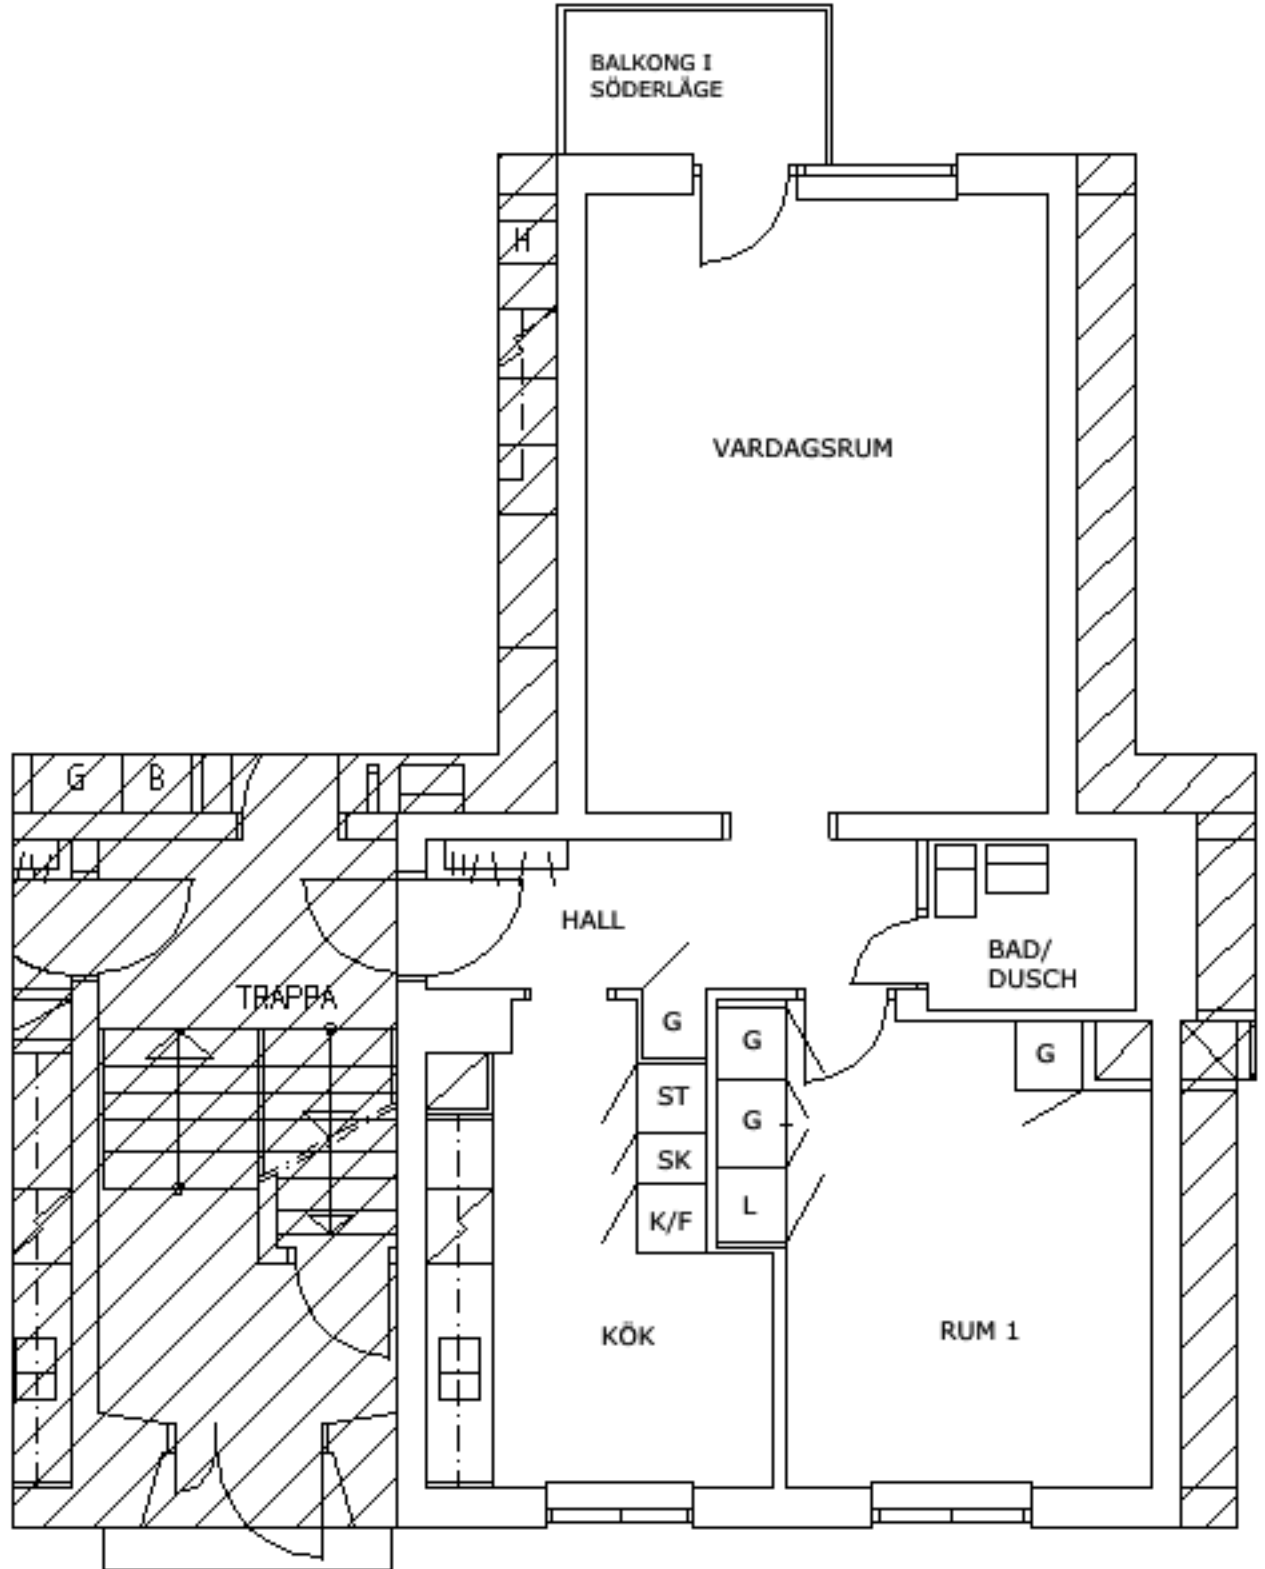 BALKONG I
SÖDERLÄGE
H
VARDAGSRUM
G B
HALL
BAD/
DUSCH
TRAPPA
G
G
G
ST
G
SK
L
K/F
KÖK
RUM 1